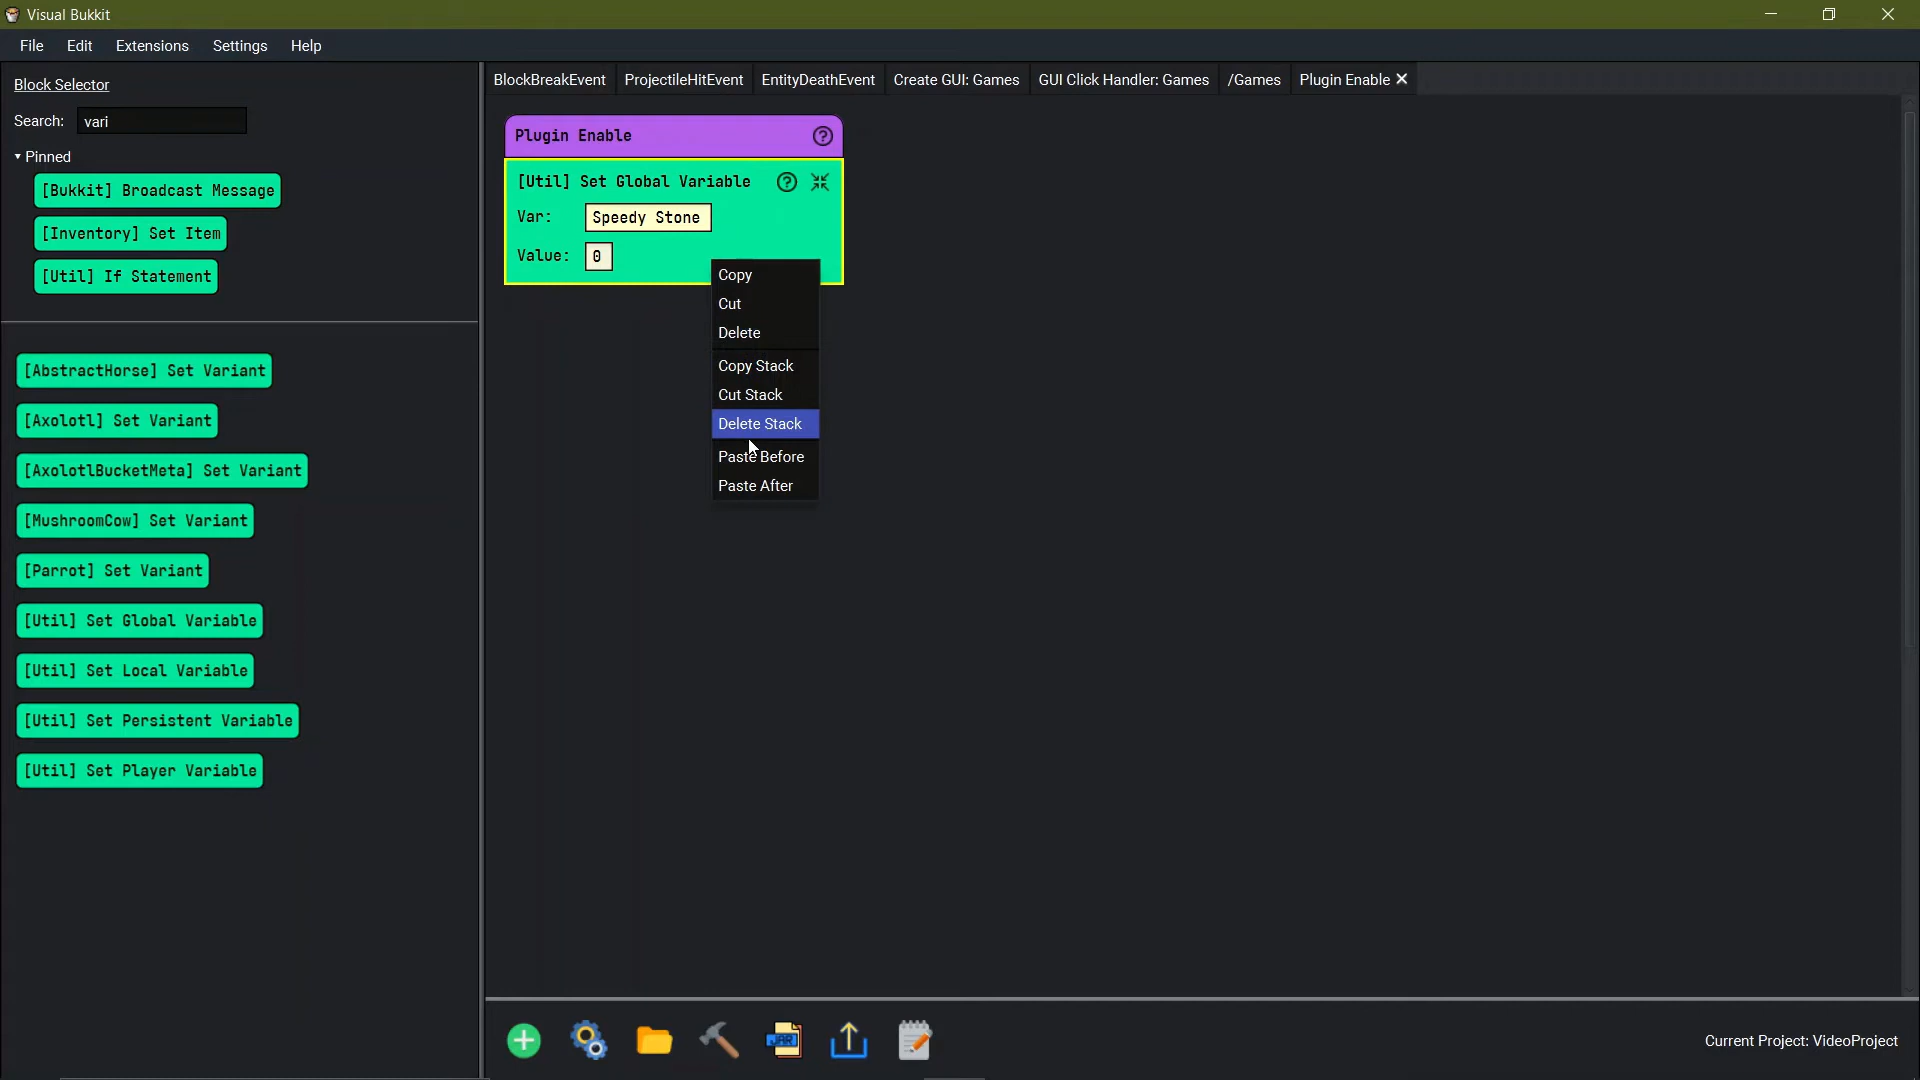 Visual Bukkit
File Edit Extensions Settings Help
Block Selector
Search: vari
Pinned
[Bukkit] Broadcast Message
[Inventory] Set Item
[Util] If Statement
[AbstractHorse] Set Variant
[Axolotl] Set Variant
[AxolotlBucketMeta] Set Variant
[MushroomCow] Set Variant
[Parrot] Set Variant
[Util] Set Global Variable
[Util] Set Local Variable
[Util] Set Persistent Variable
[Util] Set Player Variable
BlockBreakEvent ProjectileHitEvent EntityDeathEvent Create GUI: Games GUI Click Handler: Games /Games Plugin Enable
Plugin Enable
[Util] Set Global Variable
Var: Speedy Stone
Value: 0
Copy
Cut
Delete
Copy Stack
Cut Stack
Delete Stack
Paste Before
Paste After
JAR
Current Project: VideoProject